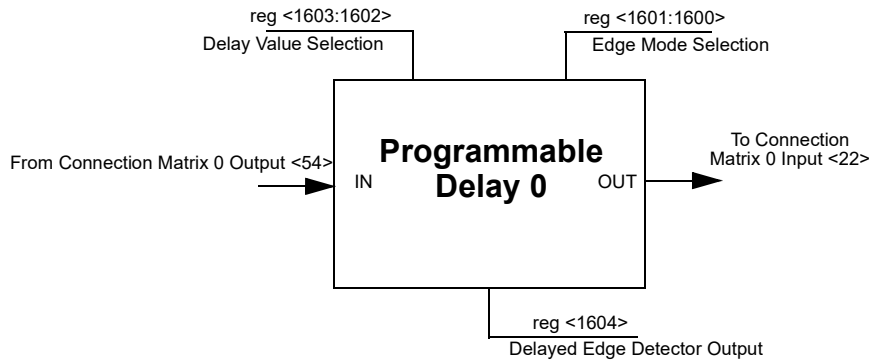 reg <1603:1602>
Delay Value Selection
reg <1601:1600>
Edge Mode Selection
From Connection Matrix 0 Output <54>
IN
Programmable
Delay 0
OUT
To Connection
Matrix 0 Input <22>
reg <1604>
Delayed Edge Detector Output